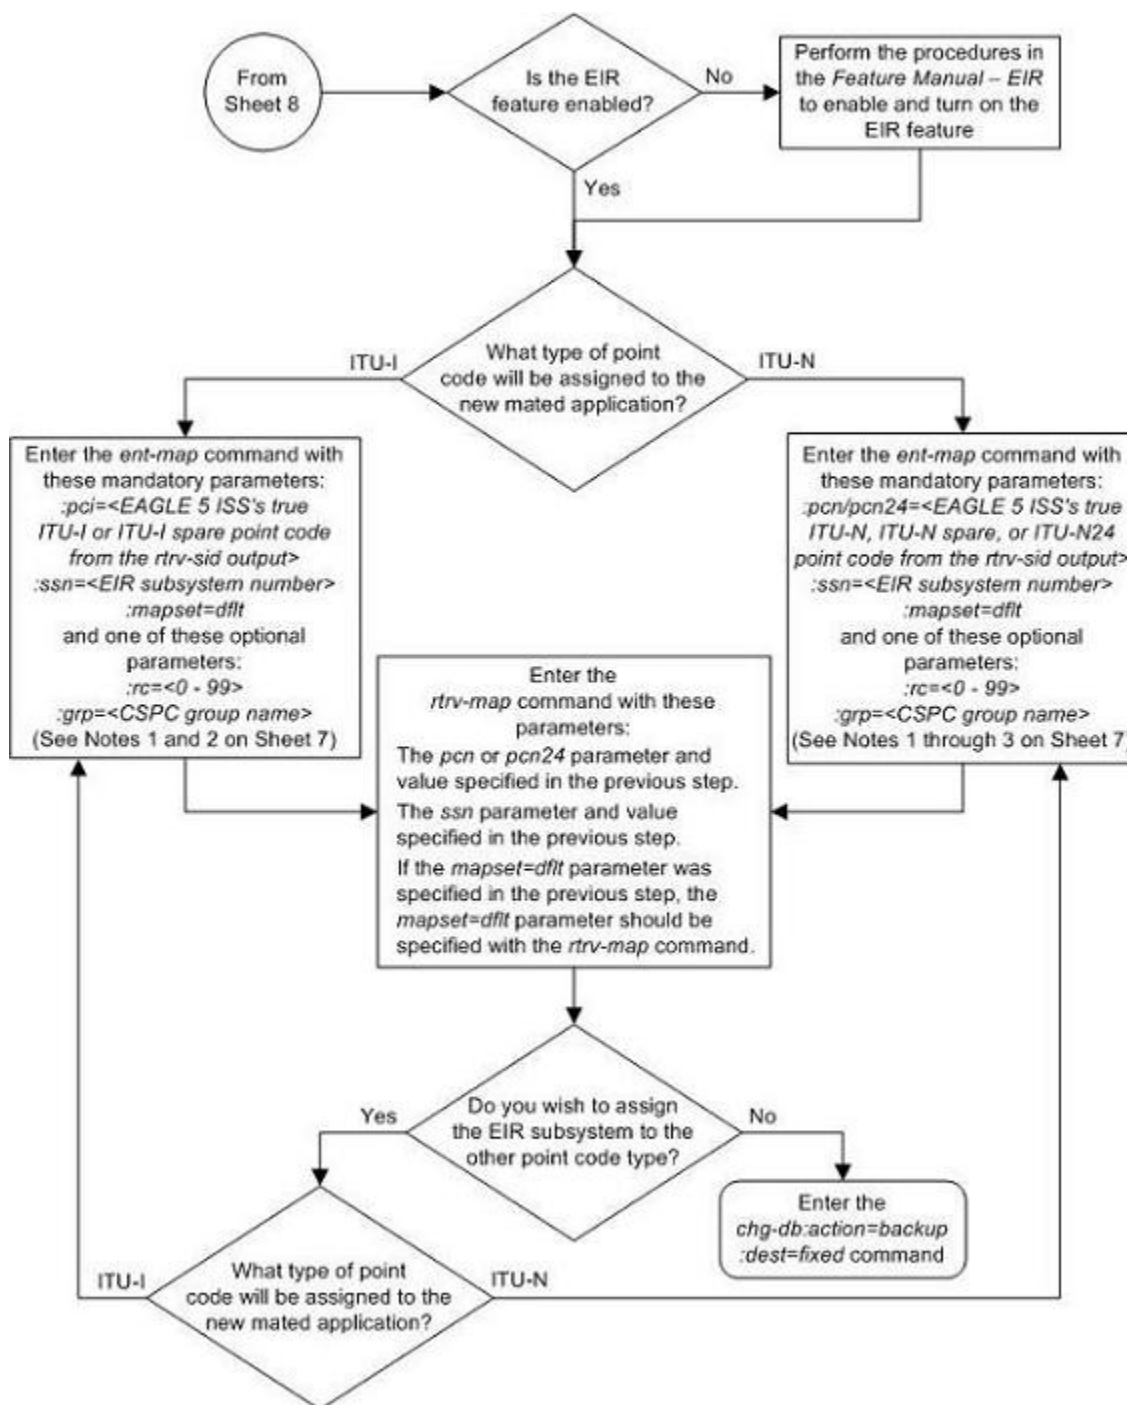 From
Sheet 8
Is the EIR
feature enabled?
No
Perform the procedures in
the Feature Manual – EIR
to enable and turn on the
EIR feature
Yes
What type of point
code will be assigned to the
new mated application?
ITU-I
ITU-N
Enter the ent-map command with
these mandatory parameters:
:pci=<EAGLE 5 ISS's true
ITU-I or ITU-I spare point code
from the rtrv-sid output>
:ssn=<EIR subsystem number>
:mapset=dflt
and one of these optional
parameters:
:rc=<0 - 99>
:grp=<CSPC group name>
(See Notes 1 and 2 on Sheet 7)
Enter the ent-map command with
these mandatory parameters:
:pcn/pcn24=<EAGLE 5 ISS's true
ITU-N, ITU-N spare, or ITU-N24
point code from the rtrv-sid output>
:ssn=<EIR subsystem number>
:mapset=dflt
and one of these optional
parameters:
:rc=<0 - 99>
:grp=<CSPC group name>
(See Notes 1 through 3 on Sheet 7)
Enter the
rtrv-map command with these
parameters:
The pcn or pcn24 parameter and
value specified in the previous step.
The ssn parameter and value
specified in the previous step.
If the mapset=dflt parameter was
specified in the previous step, the
mapset=dflt parameter should be
specified with the rtrv-map command.
Do you wish to assign
the EIR subsystem to the
other point code type?
Yes
No
Enter the
chg-db:action=backup
:dest=fixed command
What type of point
code will be assigned to the
new mated application?
ITU-I
ITU-N